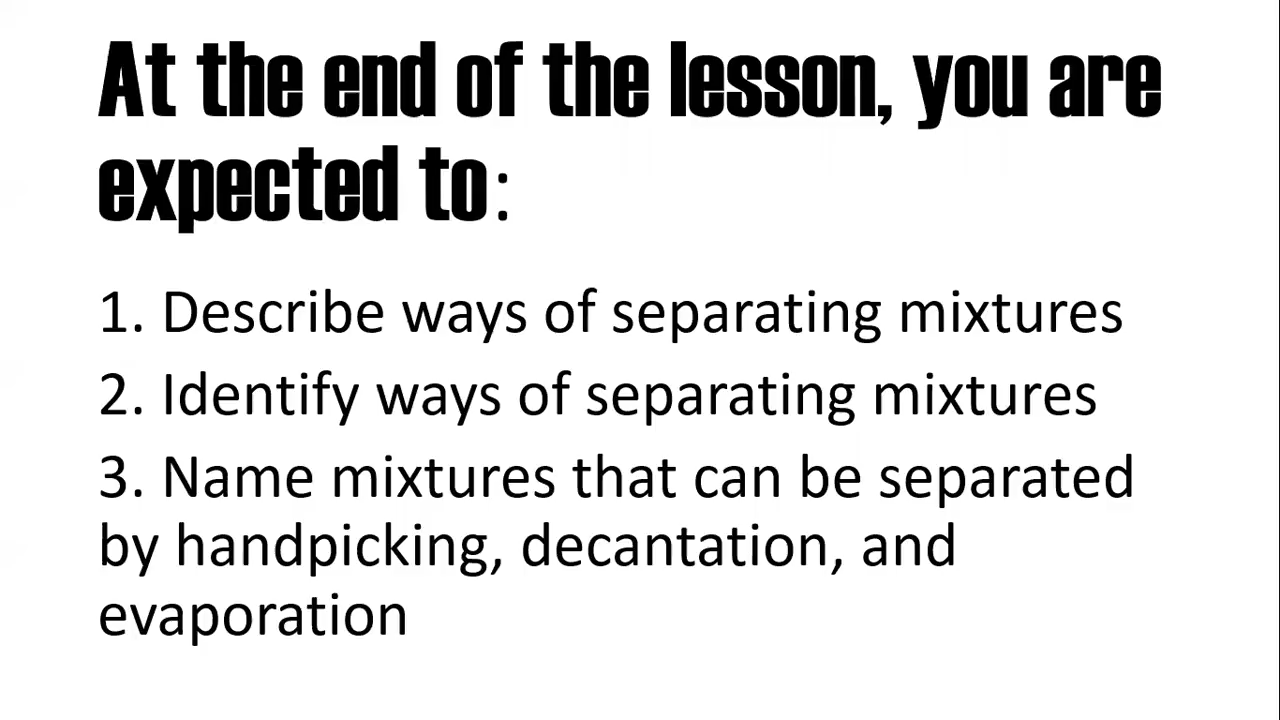 At the end of the lesson, you are
expected to:
1. Describe ways of separating mixtures
2. Identify ways of separating mixtures
3. Name mixtures that can be separated
by handpicking, decantation, and
evaporation